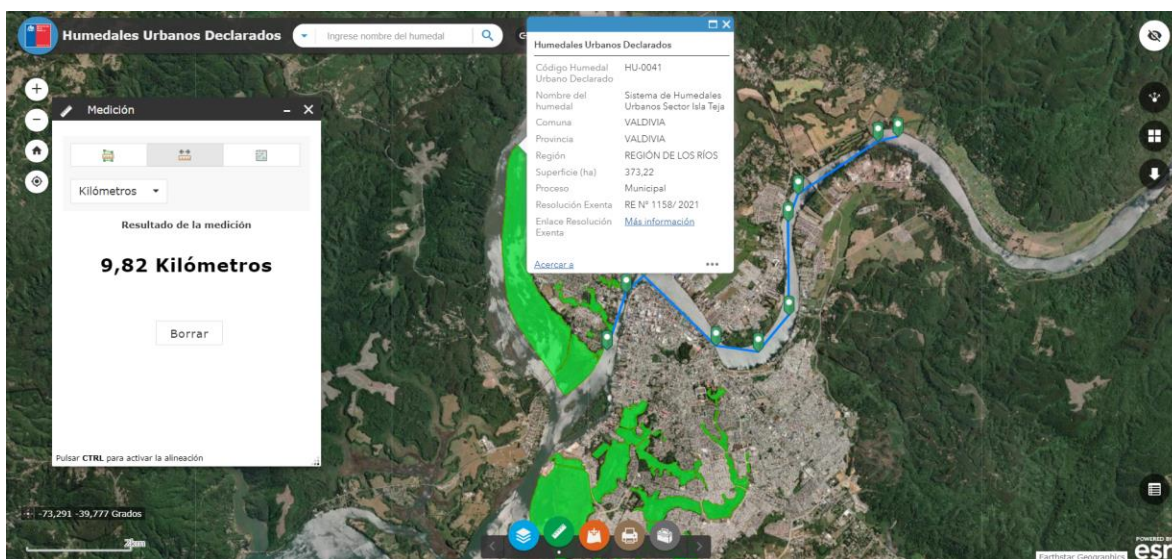 Humedales Urbanos Declarados
Ingrese nombre del humedal
Medición
Kilómetros
Resultado de la medición
9,82 Kilómetros
Borrar
Pulsar CTRL para activar la alineación
Humedales Urbanos Declarados
Código Humedal Urbano Declarado HU-0041
Nombre del humedal Sistema de Humedales Urbanos Sector Isla Teja
Comuna VALDIVIA
Provincia VALDIVIA
Región REGIÓN DE LOS RÍOS
Superficie (ha) 373,22
Proceso Municipal
Resolución Exenta RE N° 1158/ 2021
Enlace Resolución Exenta Más información
Acercar a
-73,291 -39,777 Grados
Earthstar Geographics
POWERED BY
esri